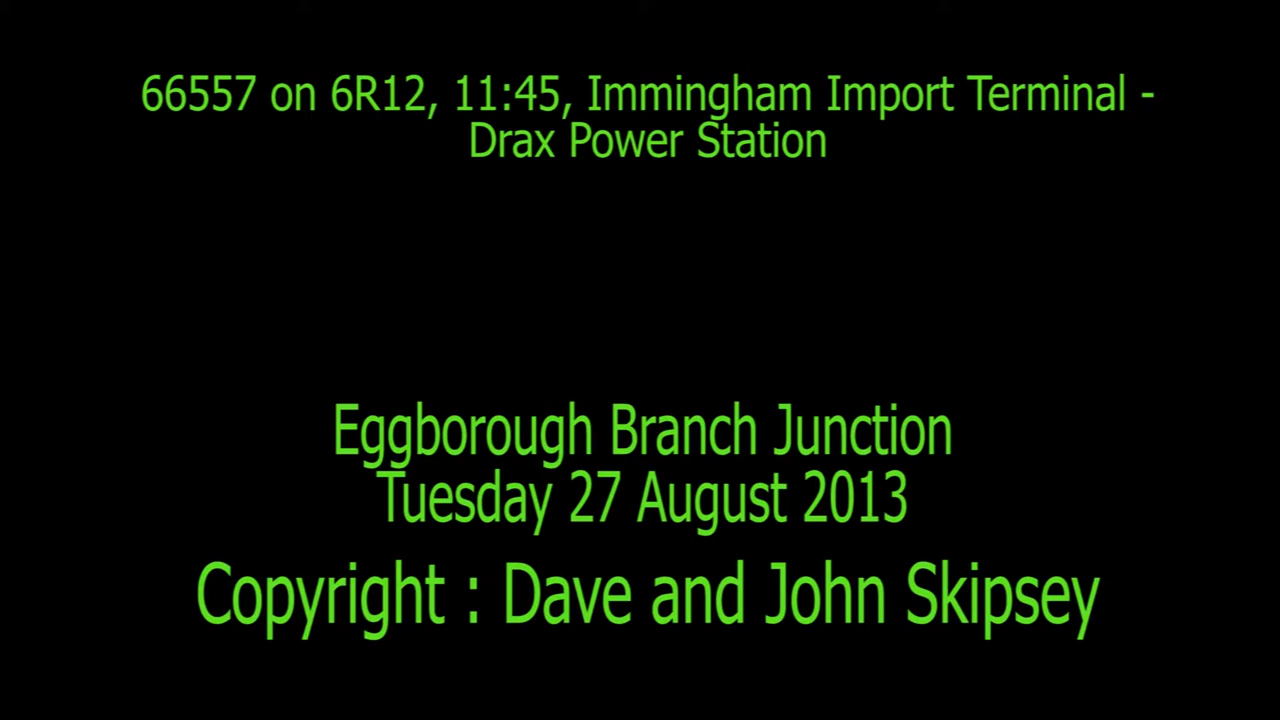 66557 on 6R12, 11:45, Immingham Import Terminal -
Drax Power Station
Eggborough Branch Junction
Tuesday 27 August 2013
Copyright : Dave and John Skipsey